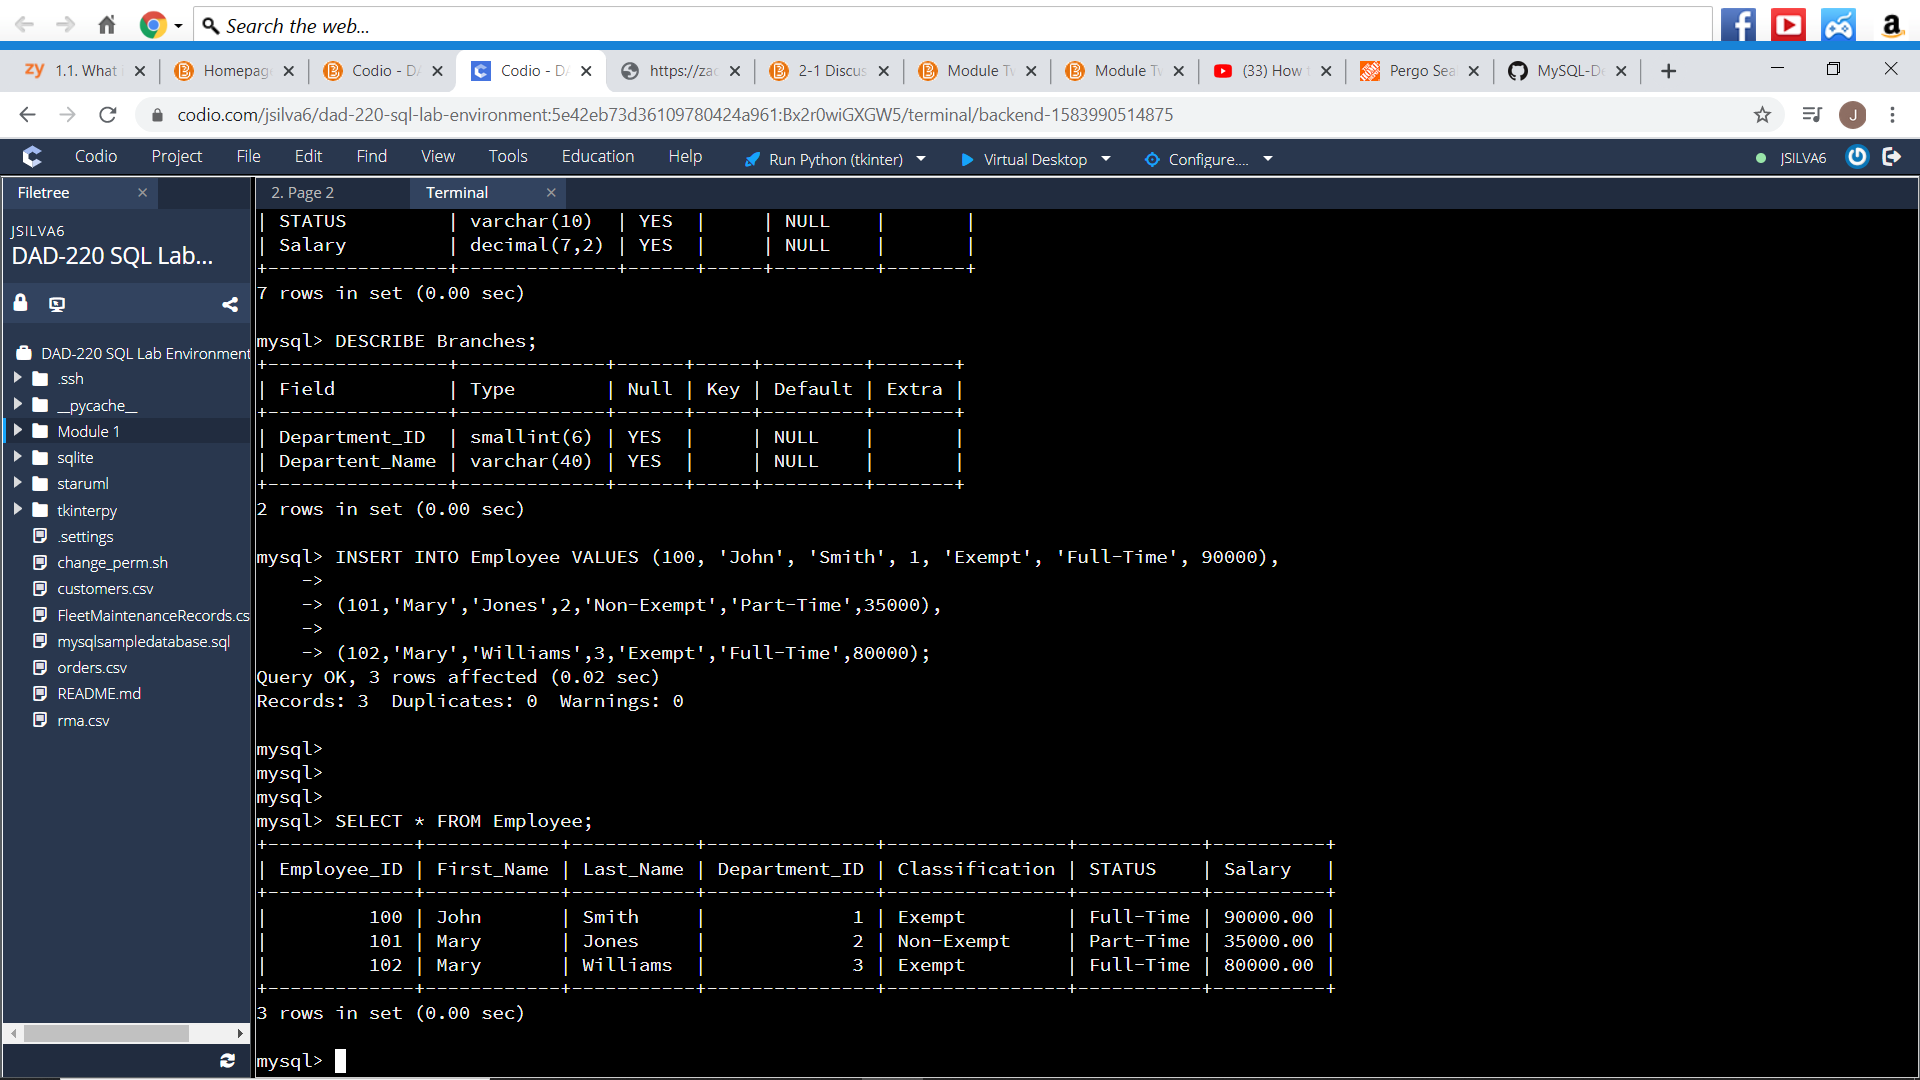 Search the web...
zy 1.1. What
Homepag
Codio - DA
Codio - DA
https://zad
2-1 Discus
Module Tw
Module Tw
(33) How t
Pergo Seal
MySQL-De
codio.com/jsilva6/dad-220-sql-lab-environment:5e42eb73d36109780424a961:Bx2r0wiGXGW5/terminal/backend-1583990514875
J
Codio Project File Edit Find View Tools Education Help Run Python (tkinter) Virtual Desktop Configure.... JSILVA6
Filetree
2. Page 2
Terminal
JSILVA6
DAD-220 SQL Lab...
DAD-220 SQL Lab Environment
.ssh
__pycache__
Module 1
sqlite
staruml
tkinterpy
.settings
change_perm.sh
customers.csv
FleetMaintenanceRecords.cs
mysqlsampledatabase.sql
orders.csv
README.md
rma.csv
| STATUS         | varchar(10)  | YES  |     | NULL    |       |
| Salary         | decimal(7,2) | YES  |     | NULL    |       |
+----------------+--------------+------+-----+---------+-------+
7 rows in set (0.00 sec)
mysql> DESCRIBE Branches;
+----------------+-------------+------+-----+---------+-------+
| Field          | Type        | Null | Key | Default | Extra |
+----------------+-------------+------+-----+---------+-------+
| Department_ID  | smallint(6) | YES  |     | NULL    |       |
| Departent_Name | varchar(40) | YES  |     | NULL    |       |
+----------------+-------------+------+-----+---------+-------+
2 rows in set (0.00 sec)
mysql> INSERT INTO Employee VALUES (100, 'John', 'Smith', 1, 'Exempt', 'Full-Time', 90000),
    ->
    -> (101,'Mary','Jones',2,'Non-Exempt','Part-Time',35000),
    ->
    -> (102,'Mary','Williams',3,'Exempt','Full-Time',80000);
Query OK, 3 rows affected (0.02 sec)
Records: 3  Duplicates: 0  Warnings: 0
mysql>
mysql>
mysql>
mysql> SELECT * FROM Employee;
+-------------+------------+-----------+---------------+----------------+-----------+----------+
| Employee_ID | First_Name | Last_Name | Department_ID | Classification | STATUS    | Salary   |
+-------------+------------+-----------+---------------+----------------+-----------+----------+
|         100 | John       | Smith     |             1 | Exempt         | Full-Time | 90000.00 |
|         101 | Mary       | Jones     |             2 | Non-Exempt     | Part-Time | 35000.00 |
|         102 | Mary       | Williams  |             3 | Exempt         | Full-Time | 80000.00 |
+-------------+------------+-----------+---------------+----------------+-----------+----------+
3 rows in set (0.00 sec)
mysql>